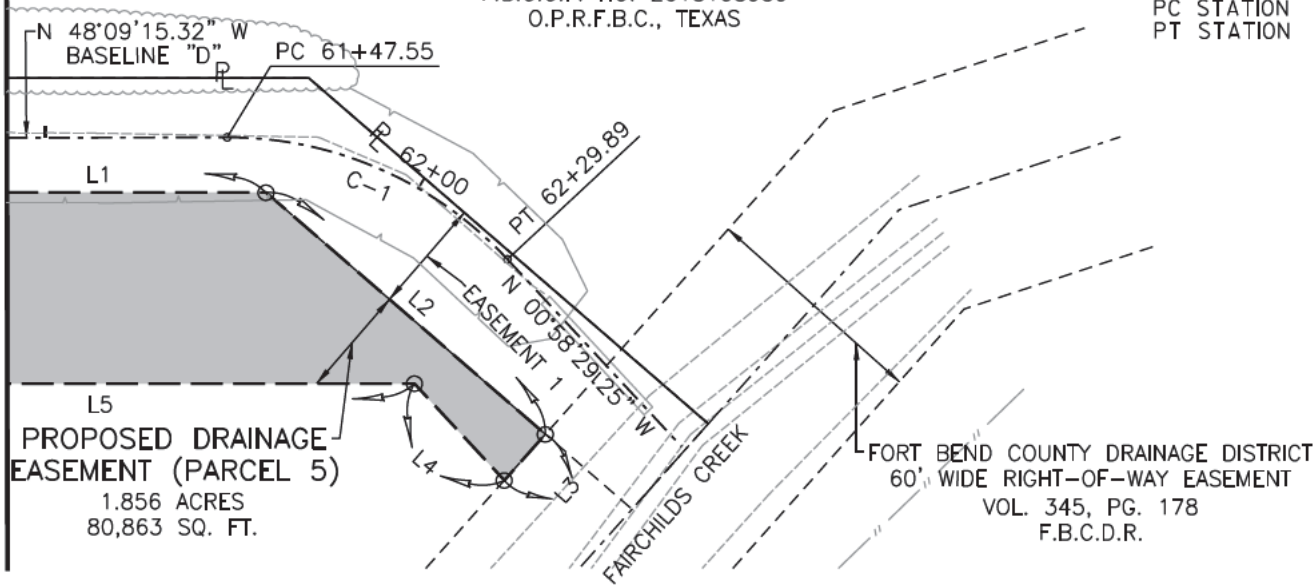 O.P.R.F.B.C., TEXAS
PC STATION
PT STATION
N 48°09'15.32" W
BASELINE "D"
PL
PC 61+47.55
PL
62+00
C-1
PT 62+29.89
L1
L2
EASEMENT 1
N 00°58'29.25" W
L5
PROPOSED DRAINAGE
EASEMENT (PARCEL 5)
1.856 ACRES
80,863 SQ. FT.
L4
L3
FAIRCHILDS CREEK
FORT BEND COUNTY DRAINAGE DISTRICT
60' WIDE RIGHT-OF-WAY EASEMENT
VOL. 345, PG. 178
F.B.C.D.R.